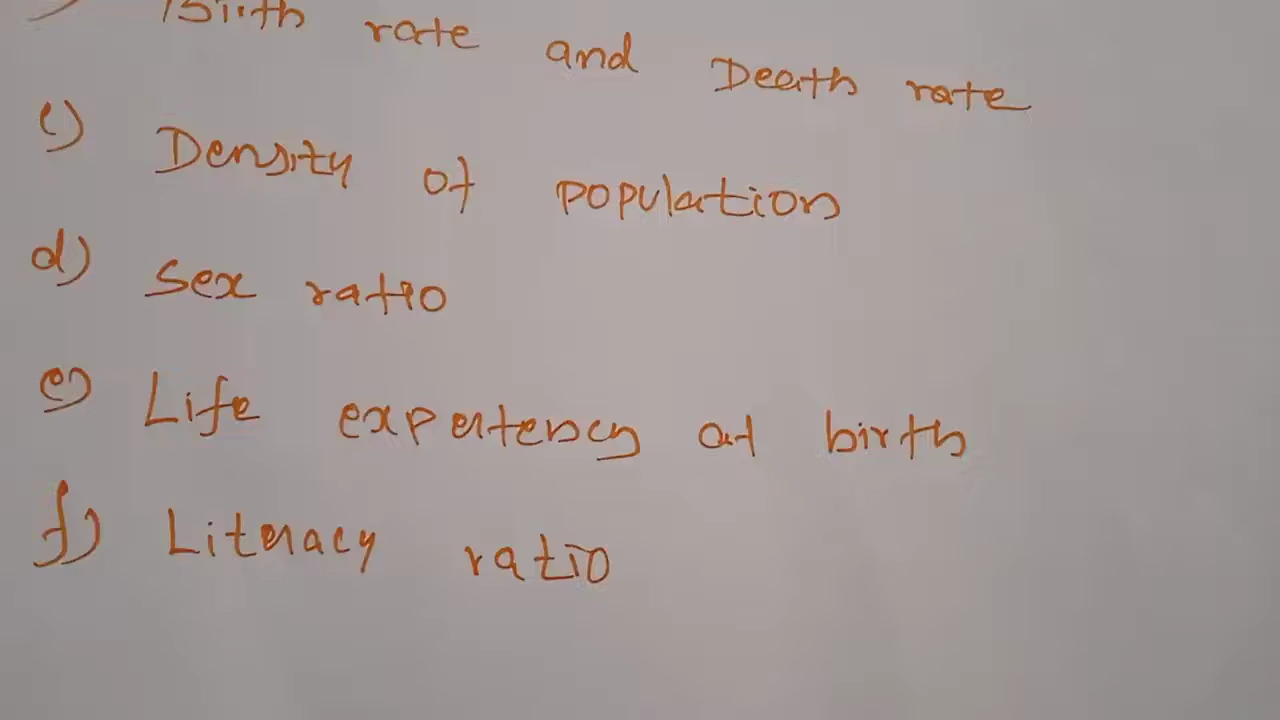 ) Birth rate and Death rate
c) Density of population
d) Sex ratio
e) Life expertency at birth
f) Literacy ratio